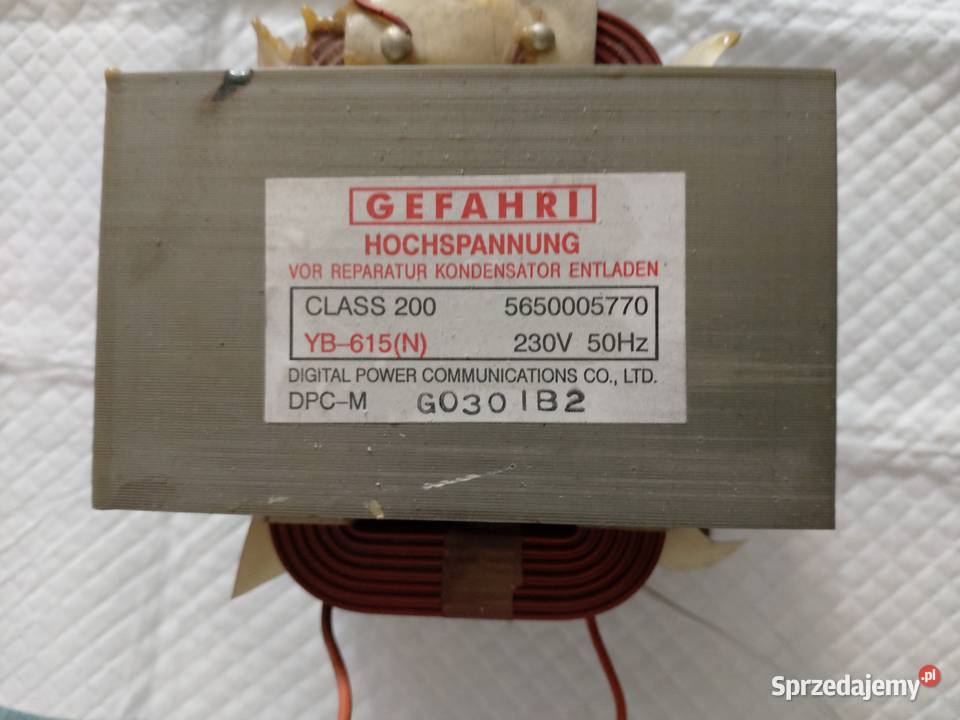 GEFAHR!
HOCHSPANNUNG
VOR REPARATUR KONDENSATOR ENTLADEN
CLASS 200 5650005770
YB-615(N) 230V 50Hz
DIGITAL POWER COMMUNICATIONS CO., LTD.
DPC-M G0301B2
Sprzedajemy.pl